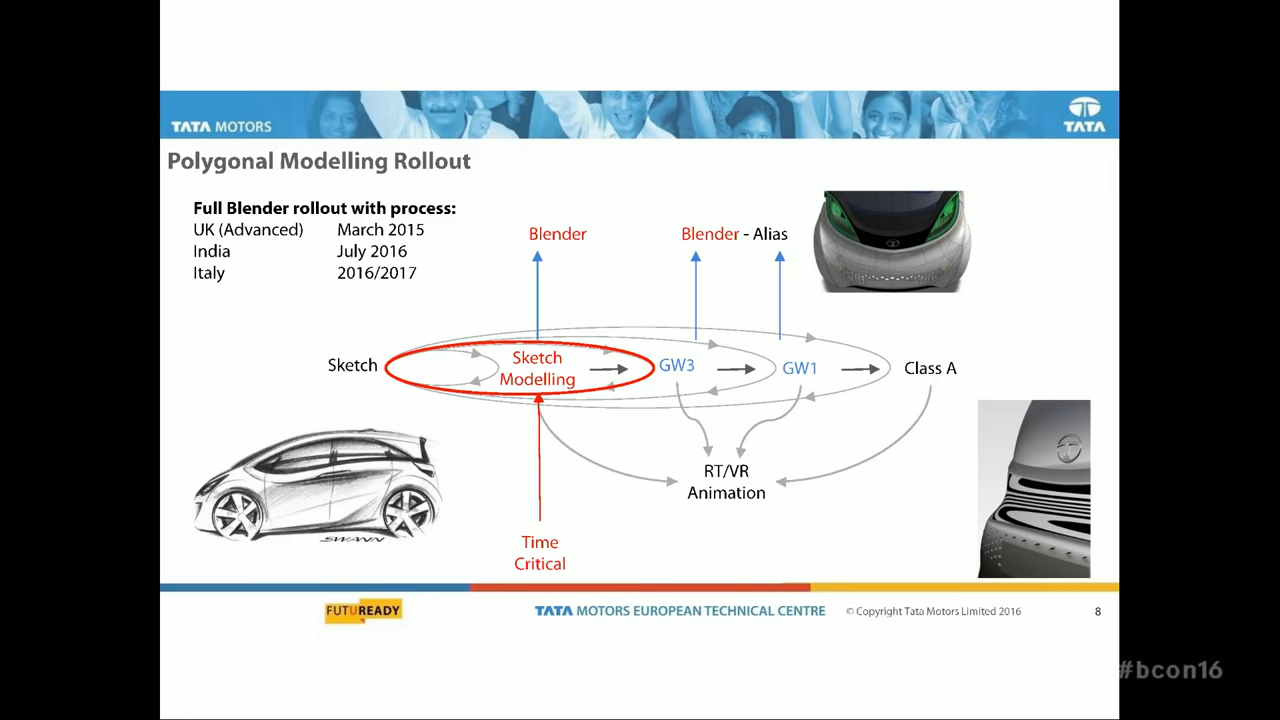 TATA MOTORS
TATA
Polygonal Modelling Rollout
Full Blender rollout with process:
UK (Advanced) March 2015
India July 2016
Italy 2016/2017
Blender
Blender - Alias
Sketch
Sketch
Modelling
GW3
GW1
Class A
RT/VR
Animation
SWANN
Time
Critical
FUTUREADY
TATA MOTORS EUROPEAN TECHNICAL CENTRE
© Copyright Tata Motors Limited 2016
8
#bcon16